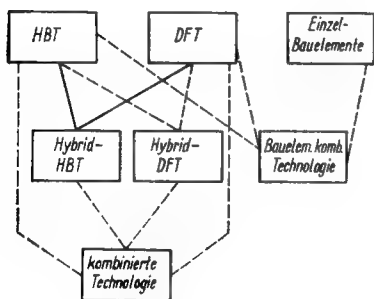 HBT
DFT
Einzel-
Bauelemente
Hybrid-
HBT
Hybrid-
DFT
Bauelem. komb.
Technologie
kombinierte
Technologie